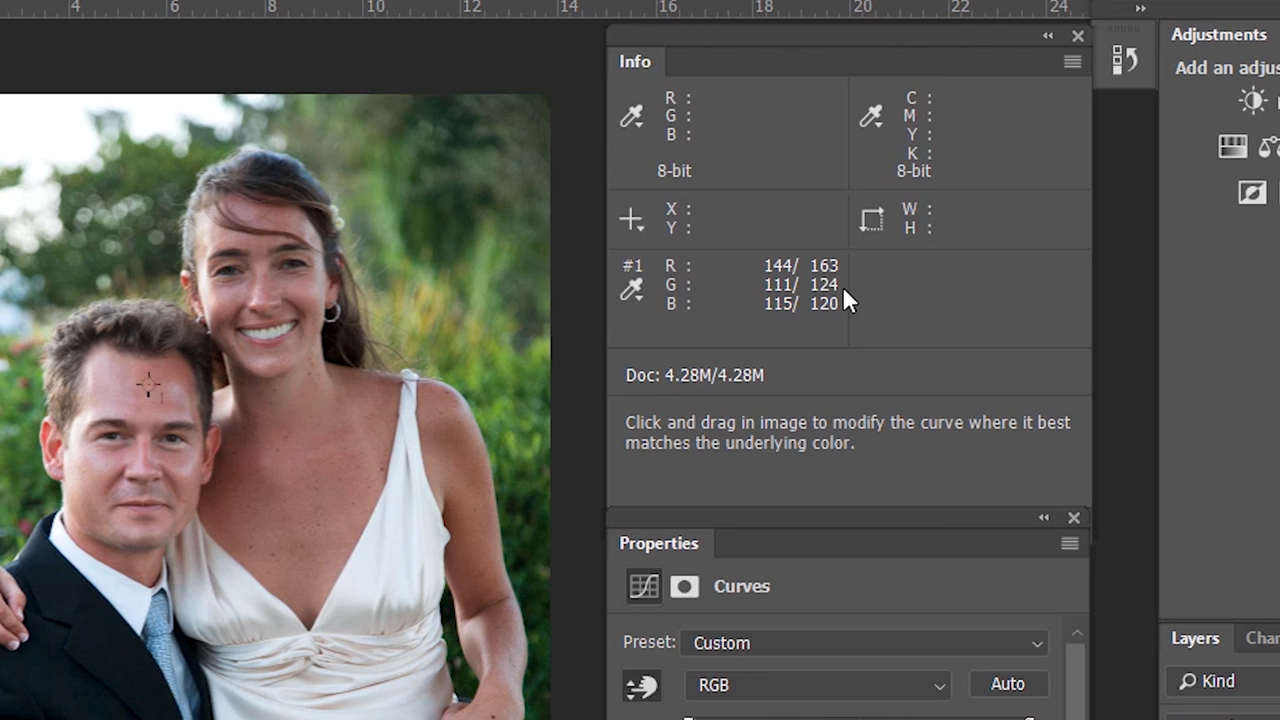 4 6 8 10 12 14 16 18 20 22 24
Adjustments
Info
Add an adjus
R :
G :
B :
8-bit
C :
M :
Y :
K :
8-bit
X :
Y :
W :
H :
#1 R : 144/ 163
G : 111/ 124
B : 115/ 120
1
Doc: 4.28M/4.28M
Click and drag in image to modify the curve where it best
matches the underlying color.
Properties
Curves
Preset: Custom
RGB
Auto
Layers
Char
Kind